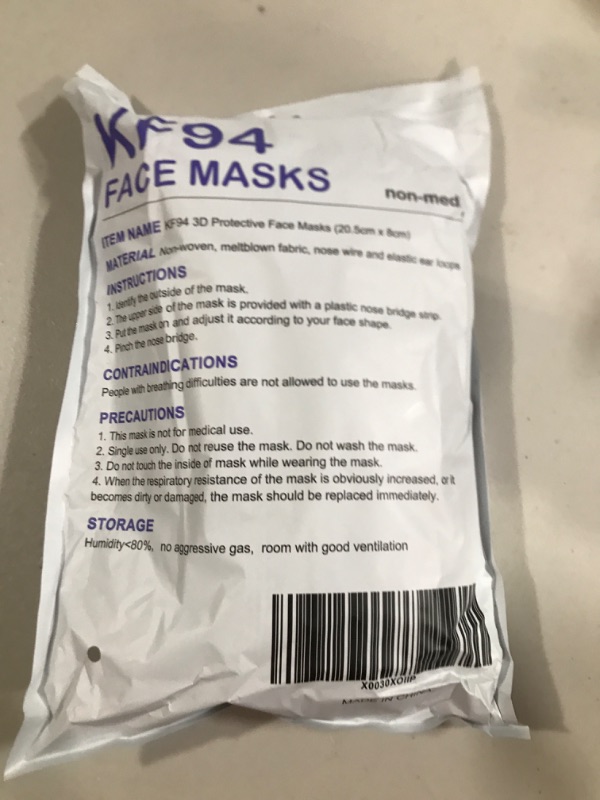 KF94
FACE MASKS
non-med
ITEM NAME KF94 3D Protective Face Masks (20.5cm x 8cm)
MATERIAL Non-woven, meltblown fabric, nose wire and elastic ear loops
INSTRUCTIONS
1. Identify the outside of the mask.
2. The upper side of the mask is provided with a plastic nose bridge strip.
3. Put the mask on and adjust it according to your face shape.
4. Pinch the nose bridge.
CONTRAINDICATIONS
People with breathing difficulties are not allowed to use the masks.
PRECAUTIONS
1. This mask is not for medical use.
2. Single use only. Do not reuse the mask. Do not wash the mask.
3. Do not touch the inside of mask while wearing the mask.
4. When the respiratory resistance of the mask is obviously increased, or it
becomes dirty or damaged, the mask should be replaced immediately.
STORAGE
Humidity<80%, no aggressive gas, room with good ventilation
MADE IN CHINA